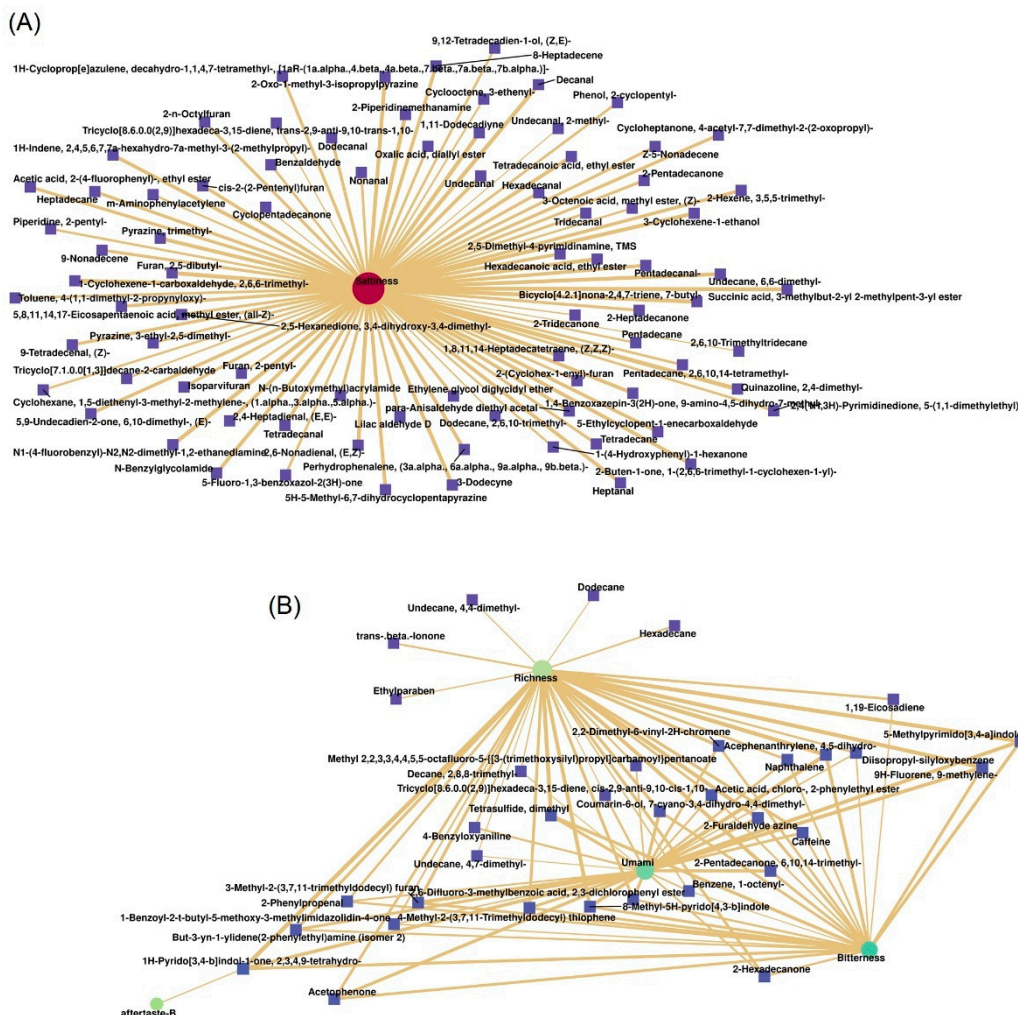 (A)
9,12-Tetradecadien-1-ol, (Z,E)-
8-Heptadecene
1H-Cycloprop[e]azulene, decahydro-1,1,4,7-tetramethyl-, [1aR-(1a.alpha.,4.beta.,4a.beta.,7.beta.,7a.beta.,7b.alpha.)]-
2-Oxo-1-methyl-3-isopropylpyrazine
Cyclooctene, 3-ethenyl-
Decanal
Phenol, 2-cyclopentyl-
2-n-Octylfuran
2-Piperidinemethanamine
Undecanal, 2-methyl-
Tricyclo[8.6.0.0(2,9)]hexadeca-3,15-diene, trans-2,9-anti-9,10-trans-1,10-
1,11-Dodecadiyne
Cycloheptanone, 4-acetyl-7,7-dimethyl-2-(2-oxopropyl)-
1H-Indene, 2,4,5,6,7,7a-hexahydro-7a-methyl-3-(2-methylpropyl)-
Dodecanal
Oxalic acid, diallyl ester
Z-5-Nonadecene
Benzaldehyde
Tetradecanoic acid, ethyl ester
2-Pentadecanone
Acetic acid, 2-(4-fluorophenyl)-, ethyl ester
cis-2-(2-Pentenyl)furan
Nonanal
Undecanal
Hexadecanal
Heptadecane
m-Aminophenylacetylene
3-Octenoic acid, methyl ester, (Z)-
2-Hexene, 3,5,5-trimethyl-
Cyclopentadecanone
Tridecanal
3-Cyclohexene-1-ethanol
Piperidine, 2-pentyl-
Pyrazine, trimethyl-
2,5-Dimethyl-4-pyrimidinamine, TMS
9-Nonadecene
Furan, 2,5-dibutyl-
Hexadecanoic acid, ethyl ester
Pentadecanal-
1-Cyclohexene-1-carboxaldehyde, 2,6,6-trimethyl-
Saltiness
Undecane, 6,6-dimethyl-
Toluene, 4-(1,1-dimethyl-2-propynyloxy)-
Bicyclo[4.2.1]nona-2,4,7-triene, 7-butyl-
Succinic acid, 3-methylbut-2-yl 2-methylpent-3-yl ester
5,8,11,14,17-Eicosapentaenoic acid, methyl ester, (all-Z)-
2-Heptadecanone
2,5-Hexanedione, 3,4-dihydroxy-3,4-dimethyl-
2-Tridecanone
Pyrazine, 3-ethyl-2,5-dimethyl-
Pentadecane
9-Tetradecenal, (Z)-
1,8,11,14-Heptadecatetraene, (Z,Z,Z)-
2,6,10-Trimethyltridecane
Tricyclo[7.1.0.0[1,3]]decane-2-carbaldehyde
Furan, 2-pentyl-
2-(Cyclohex-1-enyl)-furan
Pentadecane, 2,6,10,14-tetramethyl-
Isoparvifuran
N-(n-Butoxymethyl)acrylamide
Ethylene glycol diglycidyl ether
Quinazoline, 2,4-dimethyl-
Cyclohexane, 1,5-diethenyl-3-methyl-2-methylene-, (1.alpha.,3.alpha.,5.alpha.)-
para-Anisaldehyde diethyl acetal
1,4-Benzoxazepin-3(2H)-one, 9-amino-4,5-dihydro-7-methyl-
2,4(1H,3H)-Pyrimidinedione, 5-(1,1-dimethylethyl)-
5,9-Undecadien-2-one, 6,10-dimethyl-, (E)-
2,4-Heptadienal, (E,E)-
Lilac aldehyde D
Dodecane, 2,6,10-trimethyl-
5-Ethylcyclopent-1-enecarboxaldehyde
Tetradecanal
Tetradecane
N1-(4-fluorobenzyl)-N2,N2-dimethyl-1,2-ethanediamine
2,6-Nonadienal, (E,Z)-
1-(4-Hydroxyphenyl)-1-hexanone
N-Benzylglycolamide
Perhydrophenalene, (3a.alpha., 6a.alpha., 9a.alpha., 9b.beta.)-
2-Buten-1-one, 1-(2,6,6-trimethyl-1-cyclohexen-1-yl)-
5-Fluoro-1,3-benzoxazol-2(3H)-one
3-Dodecyne
Heptanal
5H-5-Methyl-6,7-dihydrocyclopentapyrazine
(B)
Dodecane
Undecane, 4,4-dimethyl-
Hexadecane
trans-.beta.-Ionone
Richness
Ethylparaben
1,19-Eicosadiene
2,2-Dimethyl-6-vinyl-2H-chromene
5-Methylpyrimido[3,4-a]indole
Acephenanthrylene, 4,5-dihydro-
Methyl 2,2,3,3,4,4,5,5-octafluoro-5-{[3-(trimethoxysilyl)propyl]carbamoyl}pentanoate
Diisopropyl-silyloxybenzene
Naphthalene
Decane, 2,8,8-trimethyl-
9H-Fluorene, 9-methylene-
Tricyclo[8.6.0.0(2,9)]hexadeca-3,15-diene, cis-2,9-anti-9,10-cis-1,10-
Acetic acid, chloro-, 2-phenylethyl ester
Tetrasulfide, dimethyl
Coumarin-6-ol, 7-cyano-3,4-dihydro-4,4-dimethyl-
2-Furaldehyde azine
4-Benzyloxyaniline
Caffeine
Undecane, 4,7-dimethyl-
Umami
2-Pentadecanone, 6,10,14-trimethyl-
3-Methyl-2-(3,7,11-trimethyldodecyl) furan
2,6-Difluoro-3-methylbenzoic acid, 2,3-dichlorophenyl ester
Benzene, 1-octenyl-
2-Phenylpropenal
8-Methyl-5H-pyrido[4,3-b]indole
1-Benzoyl-2-t-butyl-5-methoxy-3-methylimidazolidin-4-one
4-Methyl-2-(3,7,11-Trimethyldodecyl) thiophene
But-3-yn-1-ylidene(2-phenylethyl)amine (isomer 2)
1H-Pyrido[3,4-b]indol-1-one, 2,3,4,9-tetrahydro-
Bitterness
2-Hexadecanone
Acetophenone
aftertaste-B